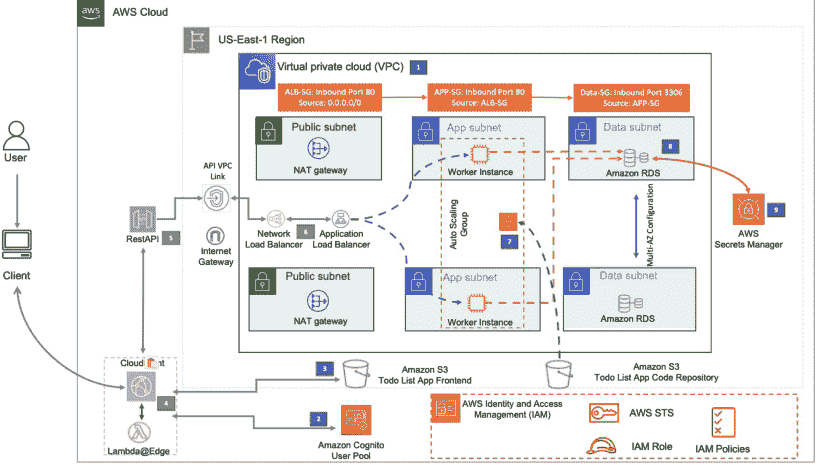 aws
AWS Cloud
US-East-1 Region
Virtual private cloud (VPC)
1
ALB-SG: Inbound Port 80
Source: 0.0.0.0/0
APP-SG: Inbound Port 80
Source: ALB-SG
Data-SG: Inbound Port 3306
Source: APP-SG
Public subnet
NAT gateway
App subnet
Worker Instance
Data subnet
8
Amazon RDS
User
API VPC
Link
RestAPI
5
Internet
Gateway
Network
Load Balancer
6
Application
Load Balancer
Auto Scaling
Group
7
Multi-AZ Configuration
9
AWS
Secrets Manager
Client
Public subnet
NAT gateway
App subnet
Worker Instance
Data subnet
Amazon RDS
4
Lambda@Edge
3
Amazon S3
Todo List App Frontend
Amazon S3
Todo List App Code Repository
2
Amazon Cognito
User Pool
AWS Identity and Access
Management (IAM)
AWS STS
IAM Role
IAM Policies